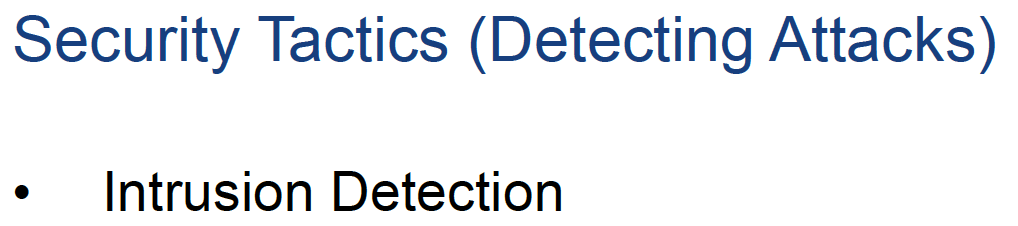 Security Tactics (Detecting Attacks)
• Intrusion Detection